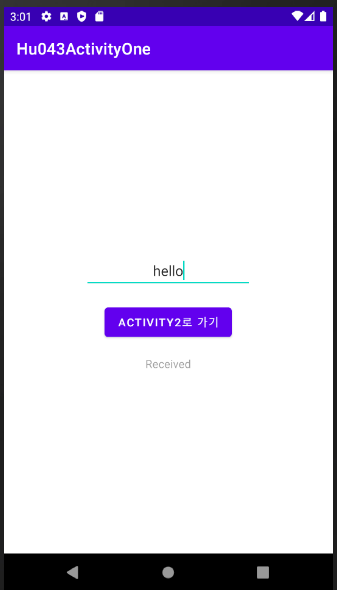 3:01
Hu043ActivityOne
hello
ACTIVITY2로 가기
Received